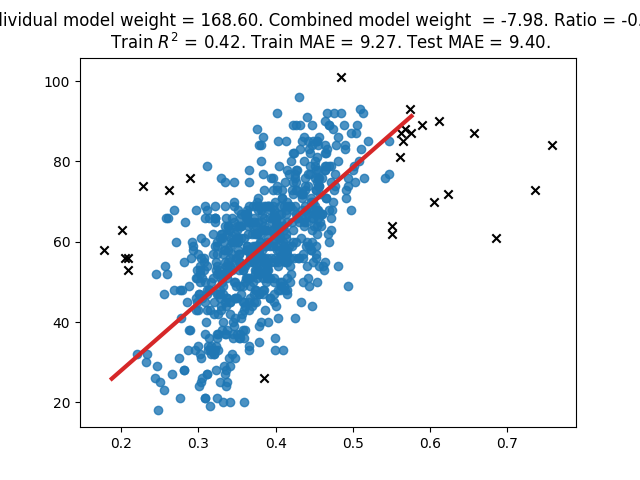 dividual model weight = 168.60. Combined model weight = -7.98. Ratio = -0.
Train R² = 0.42. Train MAE = 9.27. Test MAE = 9.40.
100
80
60
40
20
0.2 0.3 0.4 0.5 0.6 0.7